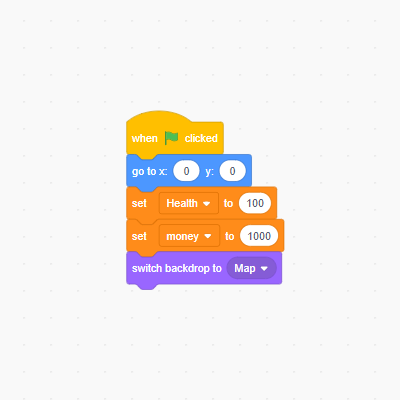 when clicked
go to x: 0 y: 0
set Health to 100
set money to 1000
switch backdrop to Map